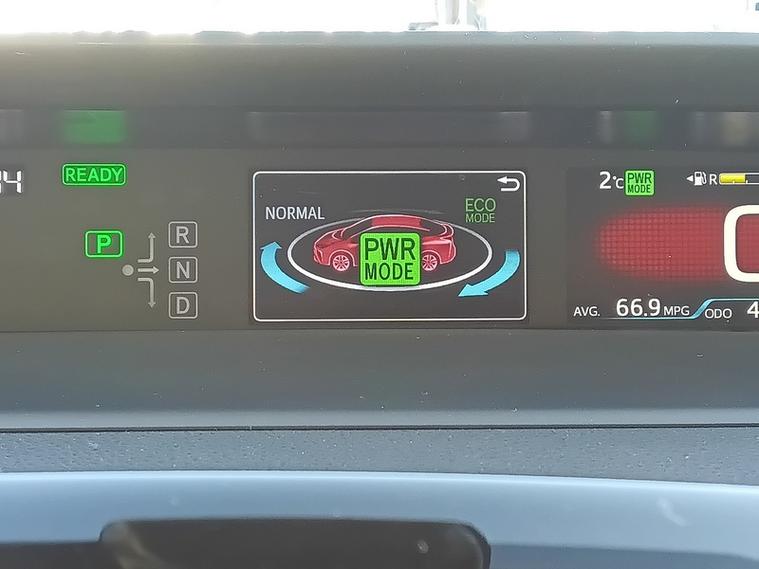 READY
P
R
N
D
NORMAL
ECO
MODE
PWR
MODE
2°C
PWR
MODE
R
AVG. 66.9 MPG
ODO